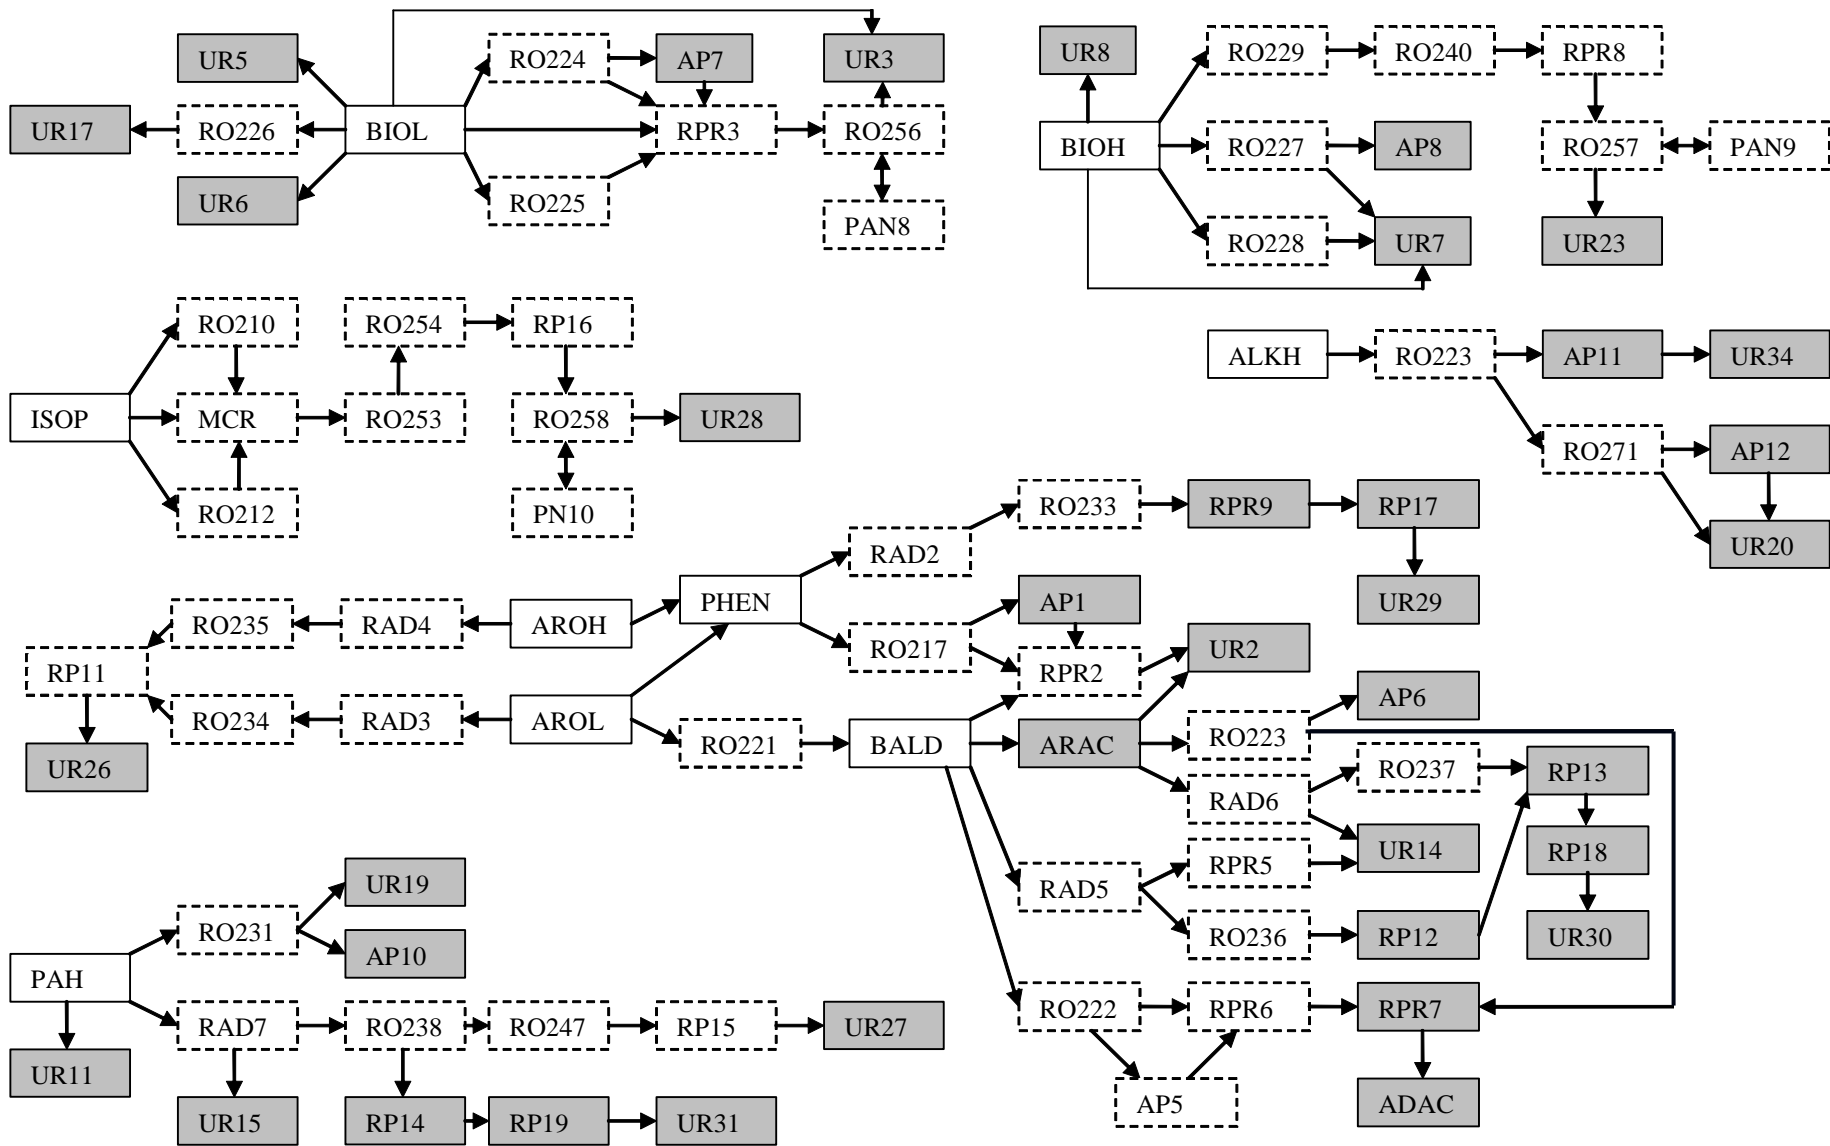 UR5
RO224
AP7
UR3
UR17
RO226
BIOL
RPR3
RO256
UR6
RO225
PAN8
UR8
RO229
RO240
RPR8
BIOH
RO227
AP8
RO257
PAN9
RO228
UR7
UR23
RO210
RO254
RP16
ISOP
MCR
RO253
RO258
UR28
RO212
PN10
ALKH
RO223
AP11
UR34
RO271
AP12
UR20
RO233
RPR9
RP17
RAD2
UR29
PHEN
AP1
RO235
RAD4
AROH
RO217
UR2
RP11
RPR2
RO234
RAD3
AROL
RO221
BALD
ARAC
RO223
AP6
UR26
RAD6
RO237
RP13
UR14
RP18
RAD5
RPR5
RO236
RP12
UR30
UR19
RO231
AP10
PAH
RAD7
RO238
RO247
RP15
UR27
RO222
RPR6
RPR7
UR11
UR15
RP14
RP19
UR31
AP5
ADAC